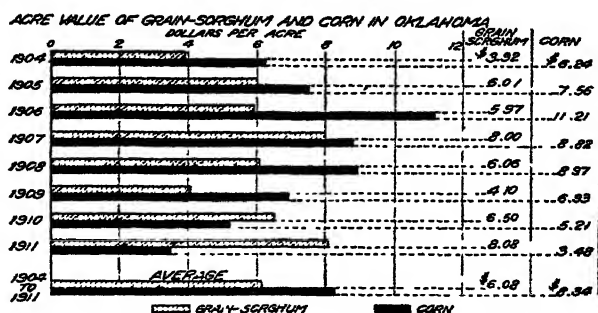 ACRE VALUE OF GRAIN-SORGHUM AND CORN IN OKLAHOMA
DOLLARS PER ACRE
GRAIN SORGHUM CORN
0 2 4 6 8 10 12
1904 $3.92 $6.24
1905 6.01 7.56
1906 5.97 11.21
1907 8.00 8.82
1908 6.06 8.97
1909 4.10 6.93
1910 6.50 5.21
1911 8.08 3.48
AVERAGE
1904 TO 1911 $6.08 $8.34
GRAIN-SORGHUM CORN